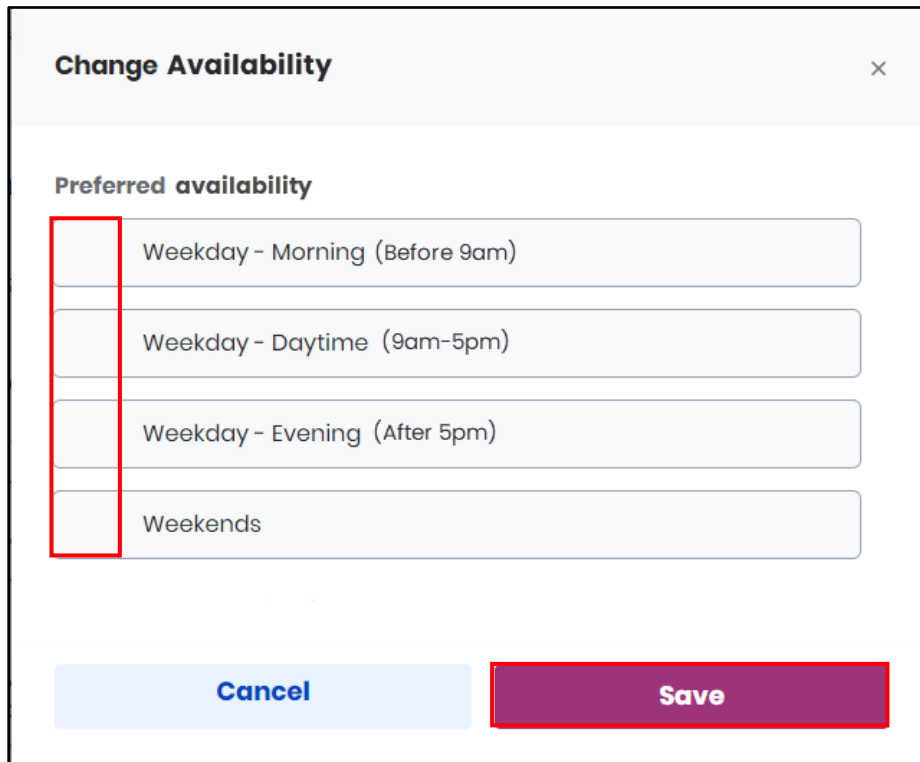 Change Availability
×
Preferred availability
Weekday - Morning (Before 9am)
Weekday - Daytime (9am-5pm)
Weekday - Evening (After 5pm)
Weekends
Cancel
Save